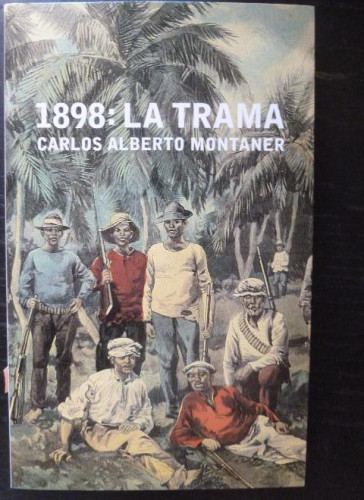 1898: LA TRAMA
CARLOS ALBERTO MONTANER